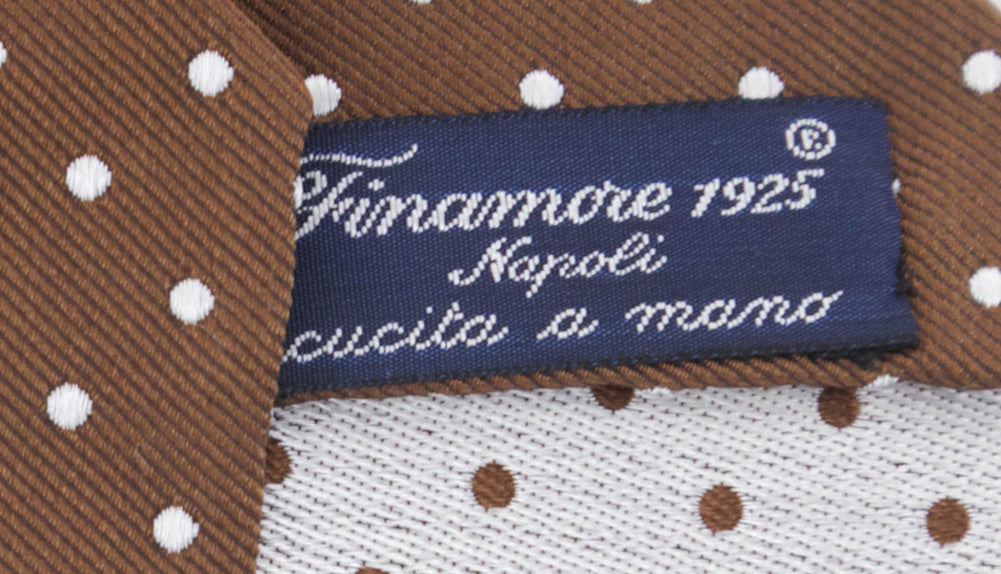 Finamore 1925 ®
Napoli
cucita a mano